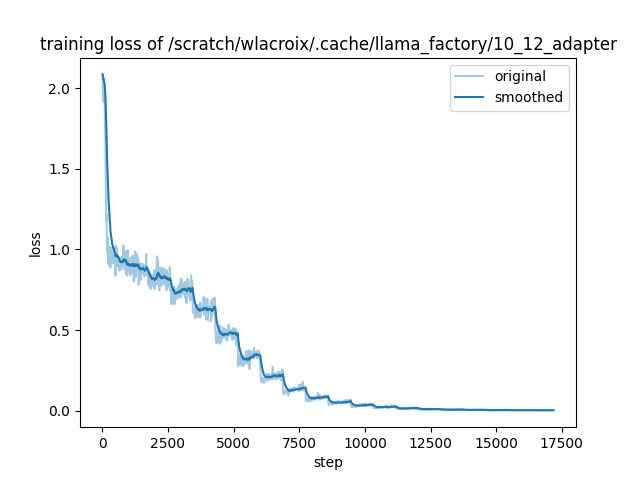 training loss of /scratch/wlacroix/.cache/llama_factory/10_12_adapter
original
smoothed
2.0
1.5
1.0
0.5
0.0
loss
0 2500 5000 7500 10000 12500 15000 17500
step